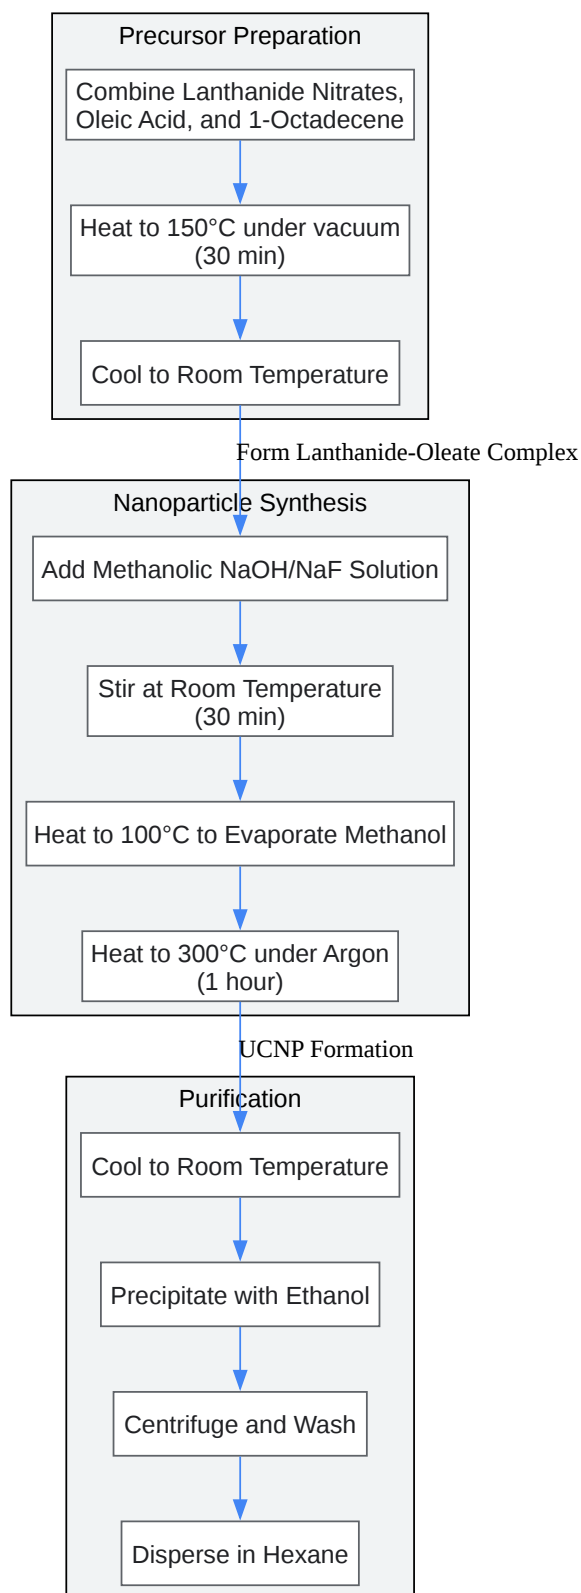 Precursor Preparation
Combine Lanthanide Nitrates,
Oleic Acid, and 1-Octadecene
Heat to 150°C under vacuum
(30 min)
Cool to Room Temperature
Form Lanthanide-Oleate Complex
Nanoparticle Synthesis
Add Methanolic NaOH/NaF Solution
Stir at Room Temperature
(30 min)
Heat to 100°C to Evaporate Methanol
Heat to 300°C under Argon
(1 hour)
UCNP Formation
Purification
Cool to Room Temperature
Precipitate with Ethanol
Centrifuge and Wash
Disperse in Hexane